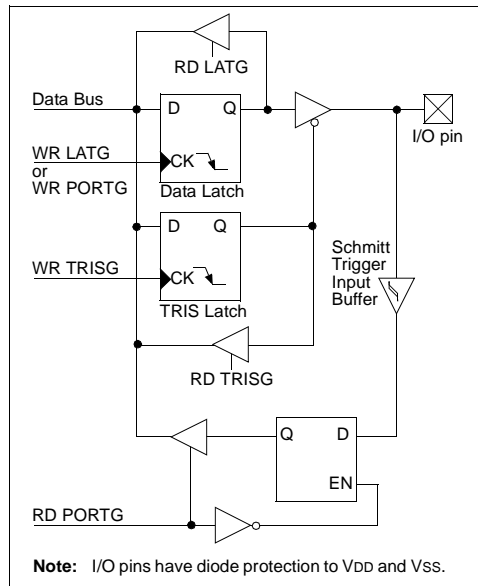 RD LATG
Data Bus
D Q
I/O pin
WR LATG
or
WR PORTG
CK
Data Latch
D Q
WR TRISG
CK
TRIS Latch
Schmitt
Trigger
Input
Buffer
RD TRISG
Q D
EN
RD PORTG
Note: I/O pins have diode protection to VDD and VSS.